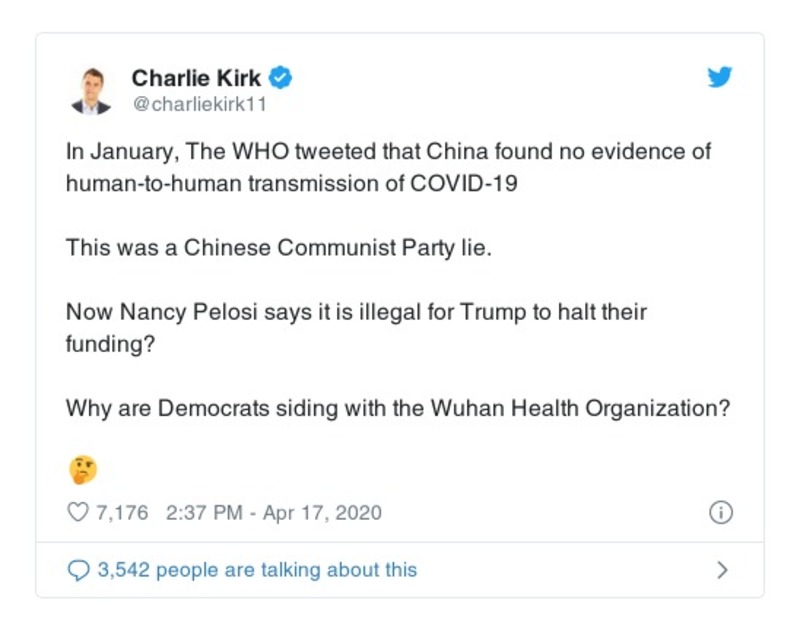 Charlie Kirk
@charliekirk11
In January, The WHO tweeted that China found no evidence of
human-to-human transmission of COVID-19
This was a Chinese Communist Party lie.
Now Nancy Pelosi says it is illegal for Trump to halt their
funding?
Why are Democrats siding with the Wuhan Health Organization?
🤔
7,176 2:37 PM - Apr 17, 2020
3,542 people are talking about this